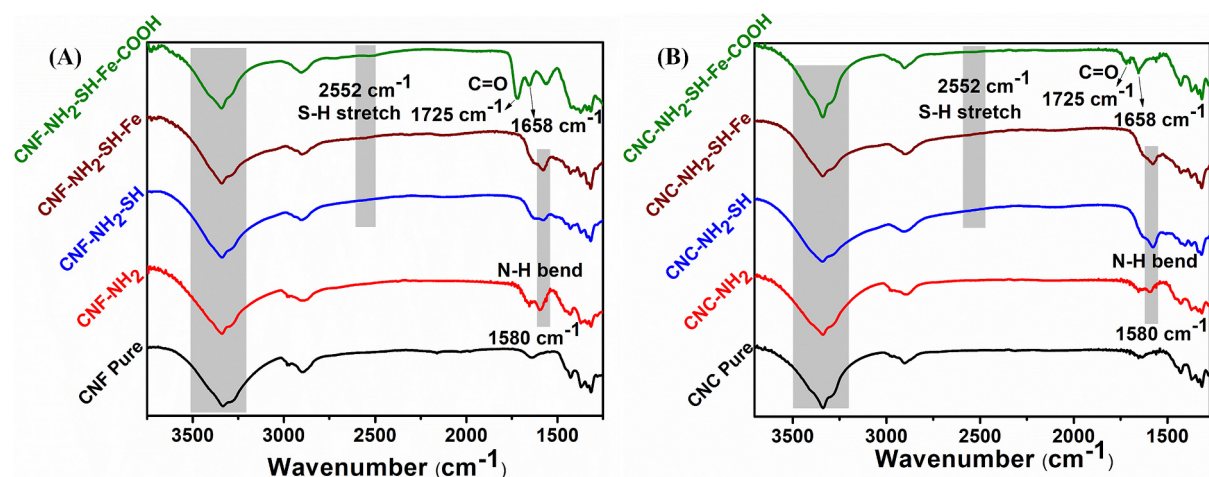 (A)
CNF-NH2-SH-Fe-COOH
CNF-NH2-SH-Fe
CNF-NH2-SH
CNF-NH2
CNF Pure
2552 cm-1
S-H stretch
C=O
1725 cm-1
1658 cm-1
N-H bend
1580 cm-1
3500 3000 2500 2000 1500
Wavenumber (cm-1)
(B)
CNC-NH2-SH-Fe-COOH
CNC-NH2-SH-Fe
CNC-NH2-SH
CNC-NH2
CNC Pure
2552 cm-1
S-H stretch
C=O
1725 cm-1
1658 cm-1
N-H bend
1580 cm-1
3500 3000 2500 2000 1500
Wavenumber (cm-1)